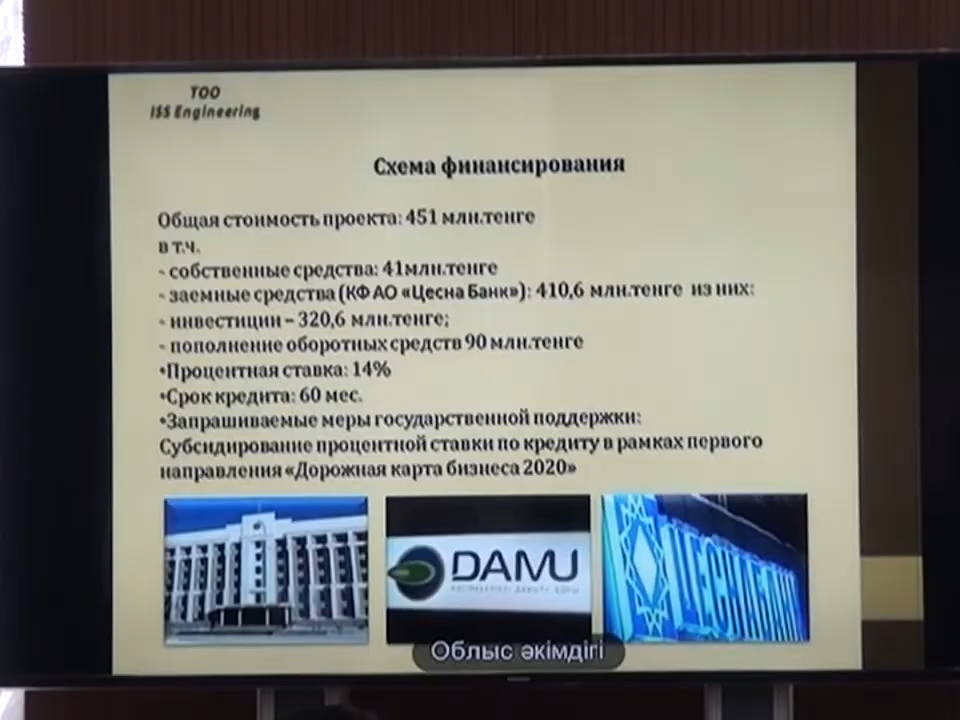 ТОО
ISS Engineering
Схема финансирования
Общая стоимость проекта: 451 млн.тенге
в т.ч.
- собственные средства: 41млн.тенге
- заемные средства (КФ АО «Цесна Банк»): 410,6 млн.тенге из них:
- инвестиции – 320,6 млн.тенге;
- пополнение оборотных средств 90 млн.тенге
•Процентная ставка: 14%
•Срок кредита: 60 мес.
•Запрашиваемые меры государственной поддержки:
Субсидирование процентной ставки по кредиту в рамках первого
направления «Дорожная карта бизнеса 2020»
DAMU
ЦЕСНАБАНК
Облыс әкімдігі